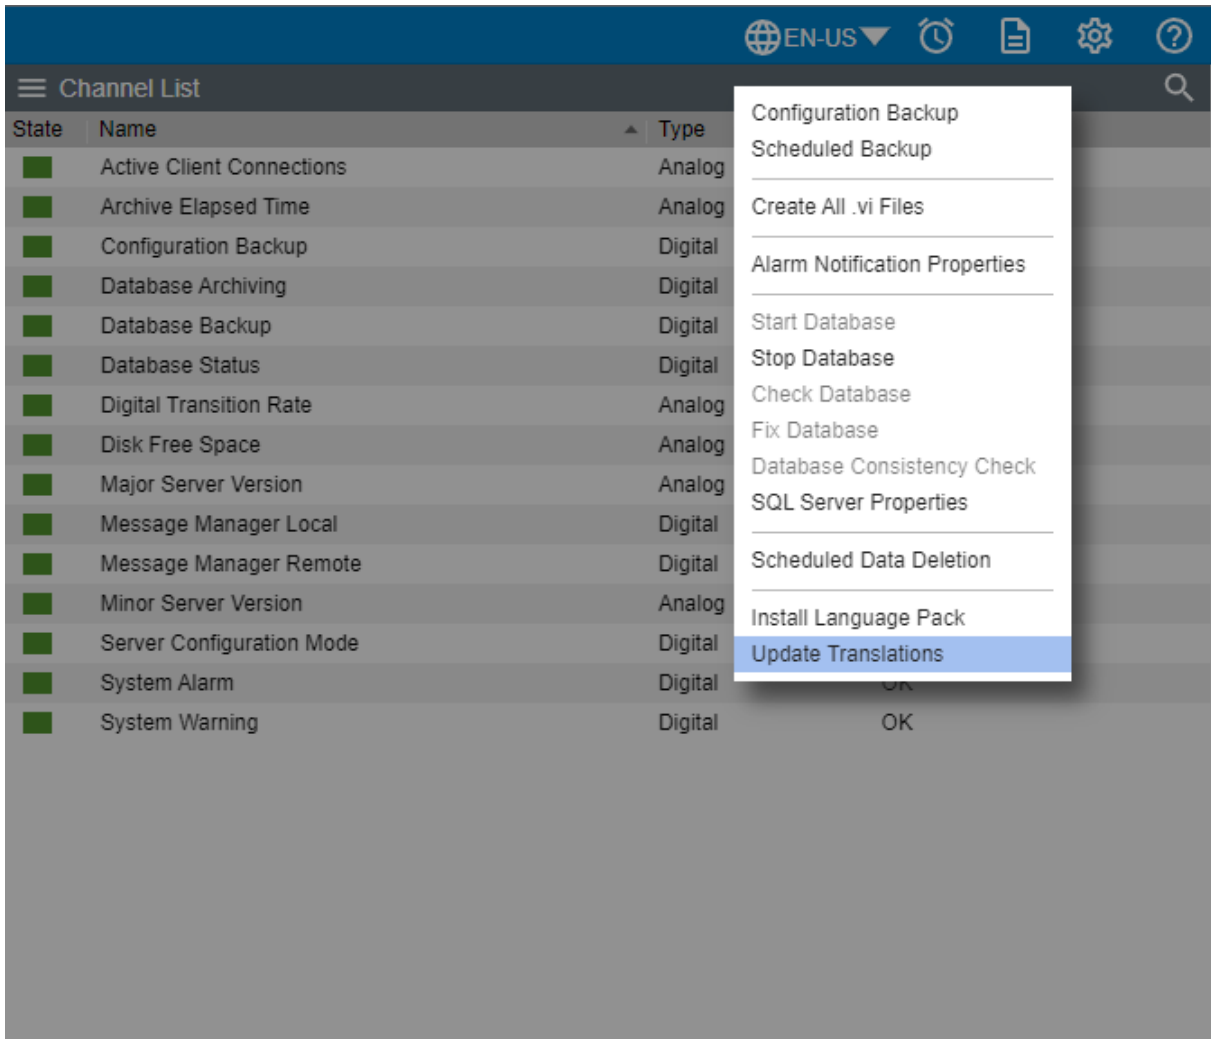 EN-US
Channel List
State Name Type
Active Client Connections Analog
Archive Elapsed Time Analog
Configuration Backup Digital
Database Archiving Digital
Database Backup Digital
Database Status Digital
Digital Transition Rate Analog
Disk Free Space Analog
Major Server Version Analog
Message Manager Local Digital
Message Manager Remote Digital
Minor Server Version Analog
Server Configuration Mode Digital
System Alarm Digital OK
System Warning Digital OK
Configuration Backup
Scheduled Backup
Create All .vi Files
Alarm Notification Properties
Start Database
Stop Database
Check Database
Fix Database
Database Consistency Check
SQL Server Properties
Scheduled Data Deletion
Install Language Pack
Update Translations